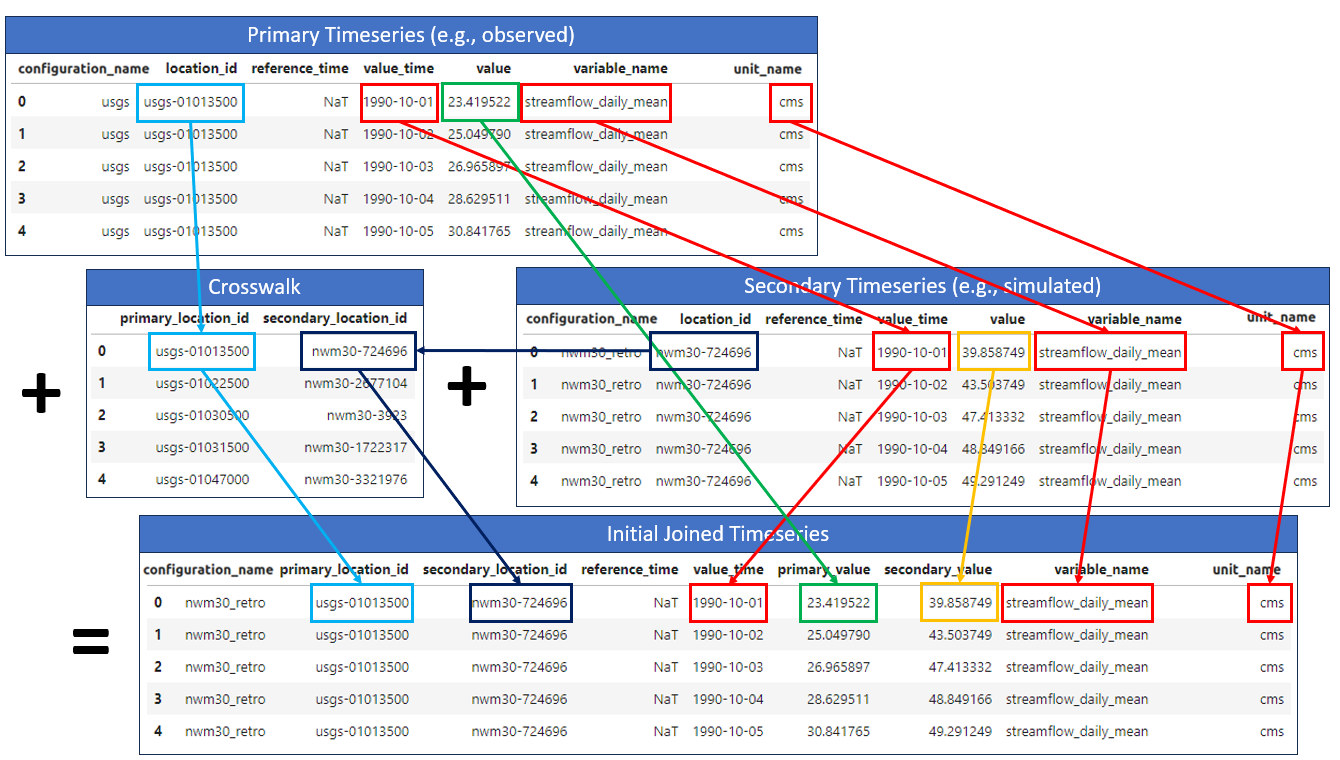 Primary Timeseries (e.g., observed)
configuration_name location_id reference_time value_time value variable_name unit_name
0 usgs usgs-01013500 NaT 1990-10-01 23.419522 streamflow_daily_mean cms
1 usgs usgs-01013500 NaT 1990-10-02 25.049790 streamflow_daily_mean cms
2 usgs usgs-01013500 NaT 1990-10-03 26.965897 streamflow_daily_mean cms
3 usgs usgs-01013500 NaT 1990-10-04 28.629511 streamflow_daily_mean cms
4 usgs usgs-01013500 NaT 1990-10-05 30.841765 streamflow_daily_mean cms
+
Crosswalk
primary_location_id secondary_location_id
0 usgs-01013500 nwm30-724696
1 usgs-01022500 nwm30-2677104
2 usgs-01030500 nwm30-3923
3 usgs-01031500 nwm30-1722317
4 usgs-01047000 nwm30-3321976
+
Secondary Timeseries (e.g., simulated)
configuration_name location_id reference_time value_time value variable_name unit_name
0 nwm30_retro nwm30-724696 NaT 1990-10-01 39.858749 streamflow_daily_mean cms
1 nwm30_retro nwm30-724696 NaT 1990-10-02 43.503749 streamflow_daily_mean cms
2 nwm30_retro nwm30-724696 NaT 1990-10-03 47.413332 streamflow_daily_mean cms
3 nwm30_retro nwm30-724696 NaT 1990-10-04 48.849166 streamflow_daily_mean cms
4 nwm30_retro nwm30-724696 NaT 1990-10-05 49.291249 streamflow_daily_mean cms
=
Initial Joined Timeseries
configuration_name primary_location_id secondary_location_id reference_time value_time primary_value secondary_value variable_name unit_name
0 nwm30_retro usgs-01013500 nwm30-724696 NaT 1990-10-01 23.419522 39.858749 streamflow_daily_mean cms
1 nwm30_retro usgs-01013500 nwm30-724696 NaT 1990-10-02 25.049790 43.503749 streamflow_daily_mean cms
2 nwm30_retro usgs-01013500 nwm30-724696 NaT 1990-10-03 26.965897 47.413332 streamflow_daily_mean cms
3 nwm30_retro usgs-01013500 nwm30-724696 NaT 1990-10-04 28.629511 48.849166 streamflow_daily_mean cms
4 nwm30_retro usgs-01013500 nwm30-724696 NaT 1990-10-05 30.841765 49.291249 streamflow_daily_mean cms